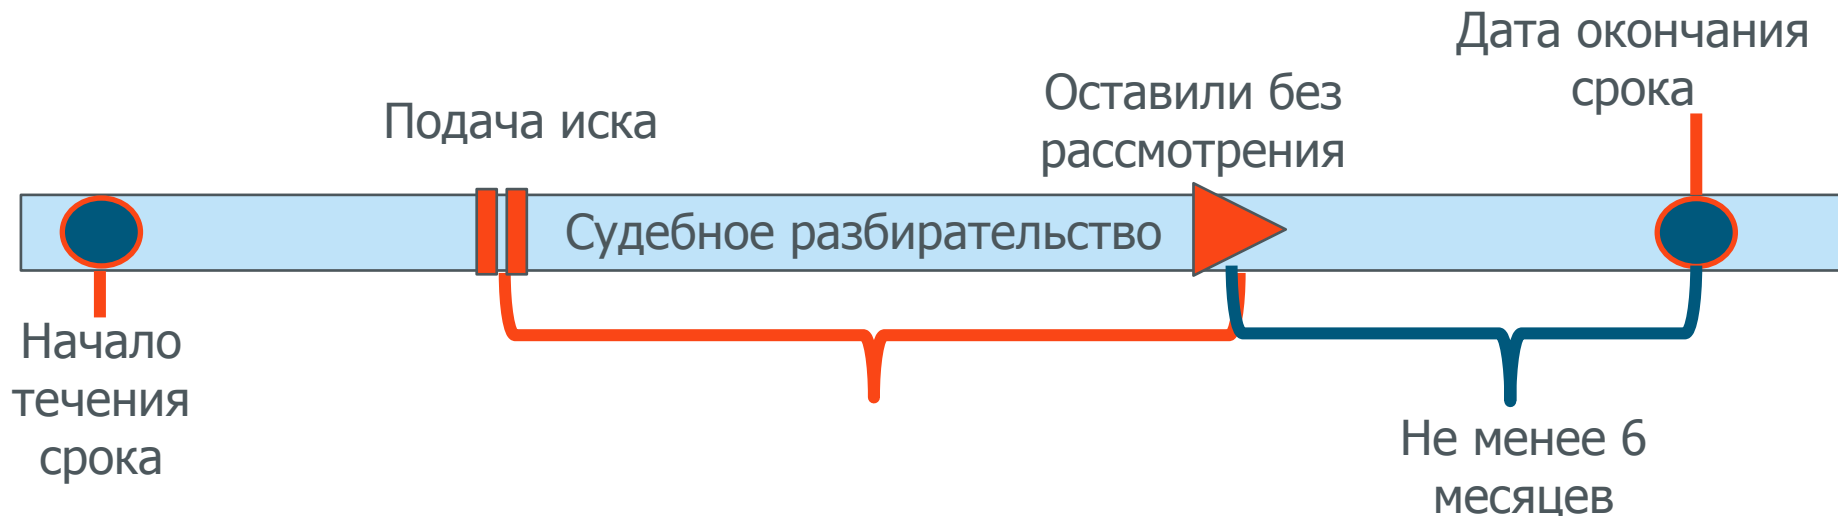 Дата окончания
срока
Оставили без
рассмотрения
Подача иска
Судебное разбирательство
Начало
течения
срока
Не менее 6
месяцев